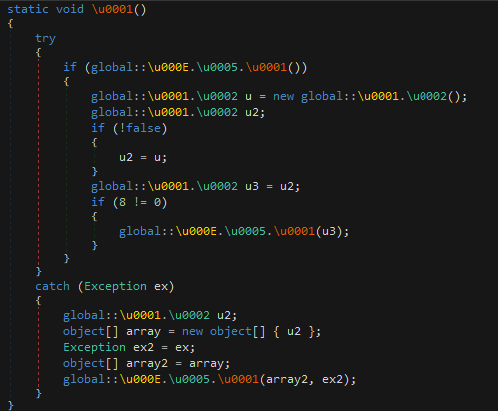 static void \u0001()
{
    try
    {
        if (global::\u000E.\u0005.\u0001())
        {
            global::\u0001.\u0002 u = new global::\u0001.\u0002();
            global::\u0001.\u0002 u2;
            if (!false)
            {
                u2 = u;
            }
            global::\u0001.\u0002 u3 = u2;
            if (8 != 0)
            {
                global::\u000E.\u0005.\u0001(u3);
            }
        }
    }
    catch (Exception ex)
    {
        global::\u0001.\u0002 u2;
        object[] array = new object[] { u2 };
        Exception ex2 = ex;
        object[] array2 = array;
        global::\u000E.\u0005.\u0001(array2, ex2);
    }
}